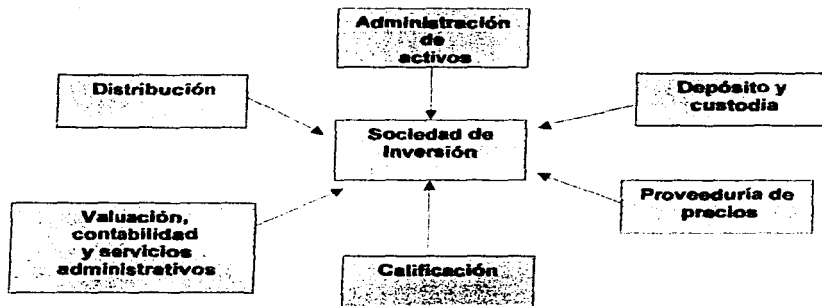 Administración
de
activos
Distribución
Depósito y
custodia
Sociedad de
Inversión
Proveeduría de
precios
Valuación,
contabilidad
y servicios
administrativos
Calificación